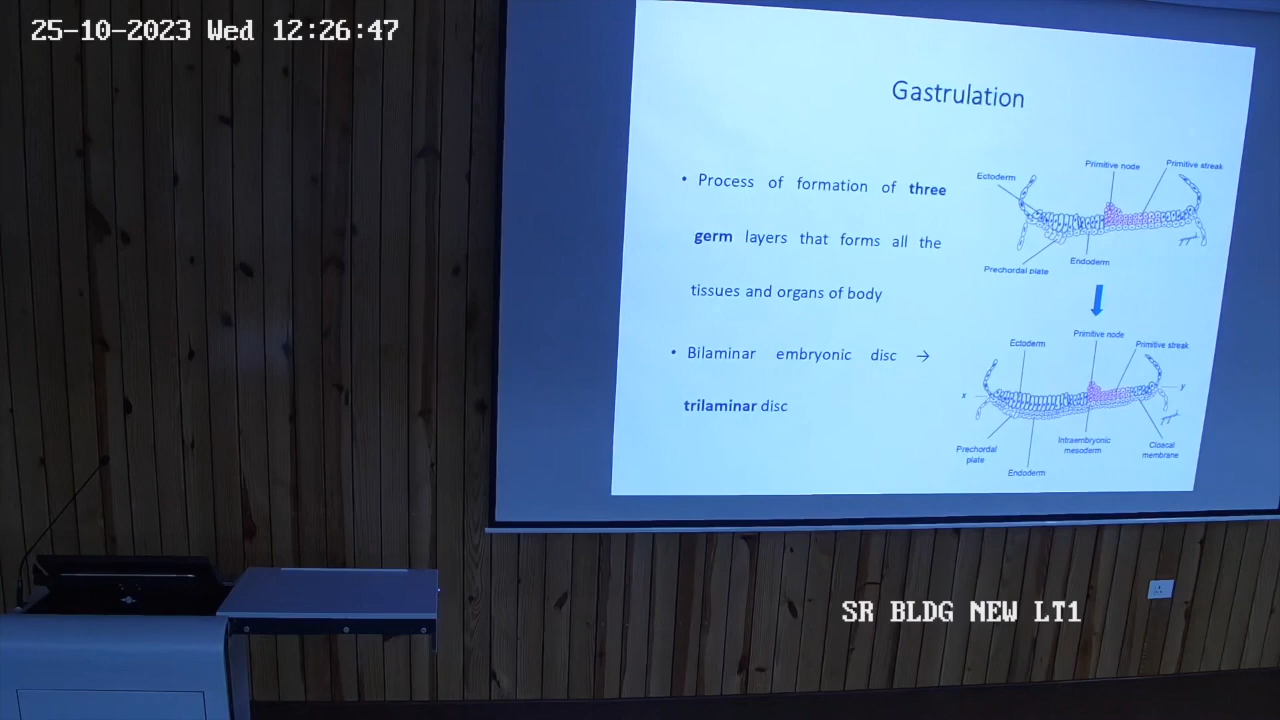 25-10-2023 Wed 12:26:47
Gastrulation
• Process of formation of three
germ layers that forms all the
tissues and organs of body
• Bilaminar embryonic disc →
trilaminar disc
Primitive node
Primitive streak
Ectoderm
Endoderm
Prechordal plate
Primitive node
Ectoderm
Primitive streak
x
y
Prechordal
plate
Intraembryonic
mesoderm
Cloacal
membrane
Endoderm
SR BLDG NEW LT1